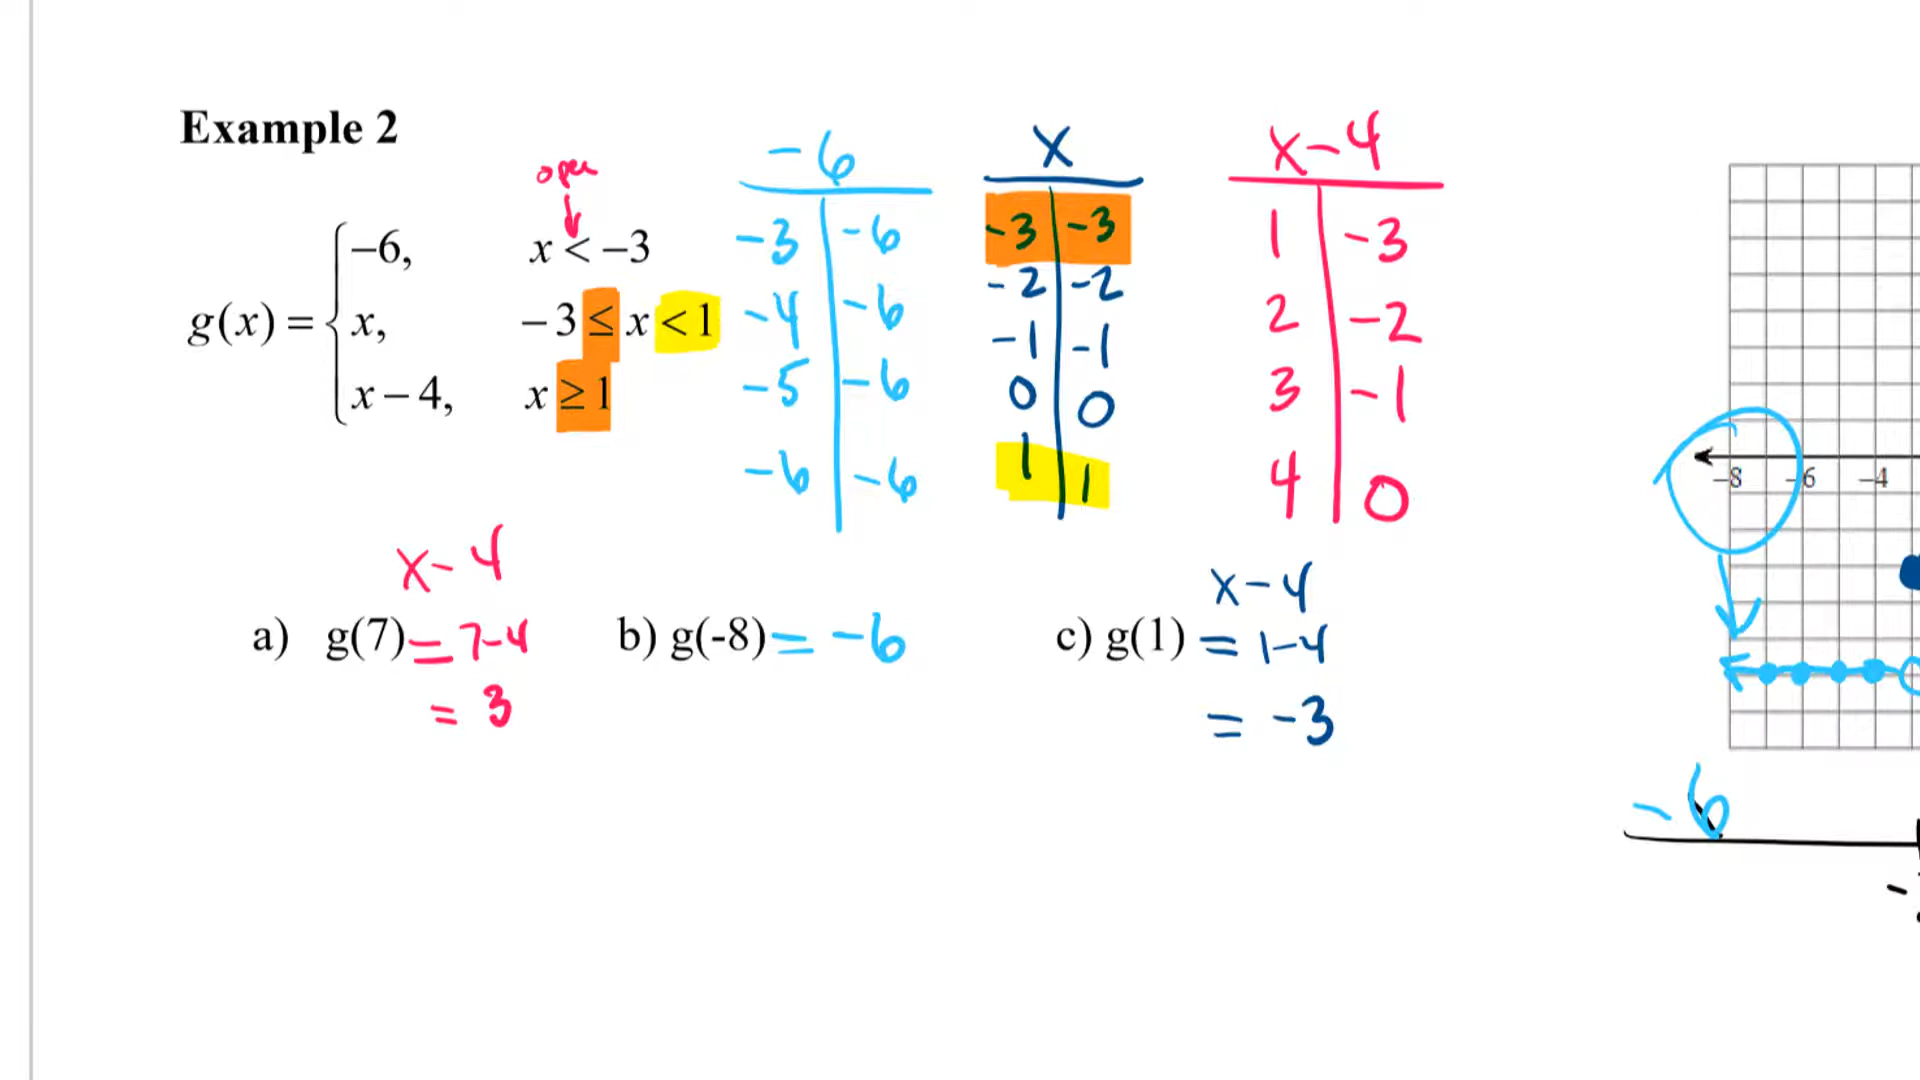 Example 2
open
g(x) = { −6, x < −3
x, −3 ≤ x < 1
x − 4, x ≥ 1
-6
-3 | -6
-4 | -6
-5 | -6
-6 | -6
x
-3 | -3
-2 | -2
-1 | -1
0 | 0
1 | 1
x-4
1 | -3
2 | -2
3 | -1
4 | 0
x-4
a) g(7) = 7-4
= 3
b) g(-8) = -6
x-4
c) g(1) = 1-4
= -3
−8 −6 −4
-6